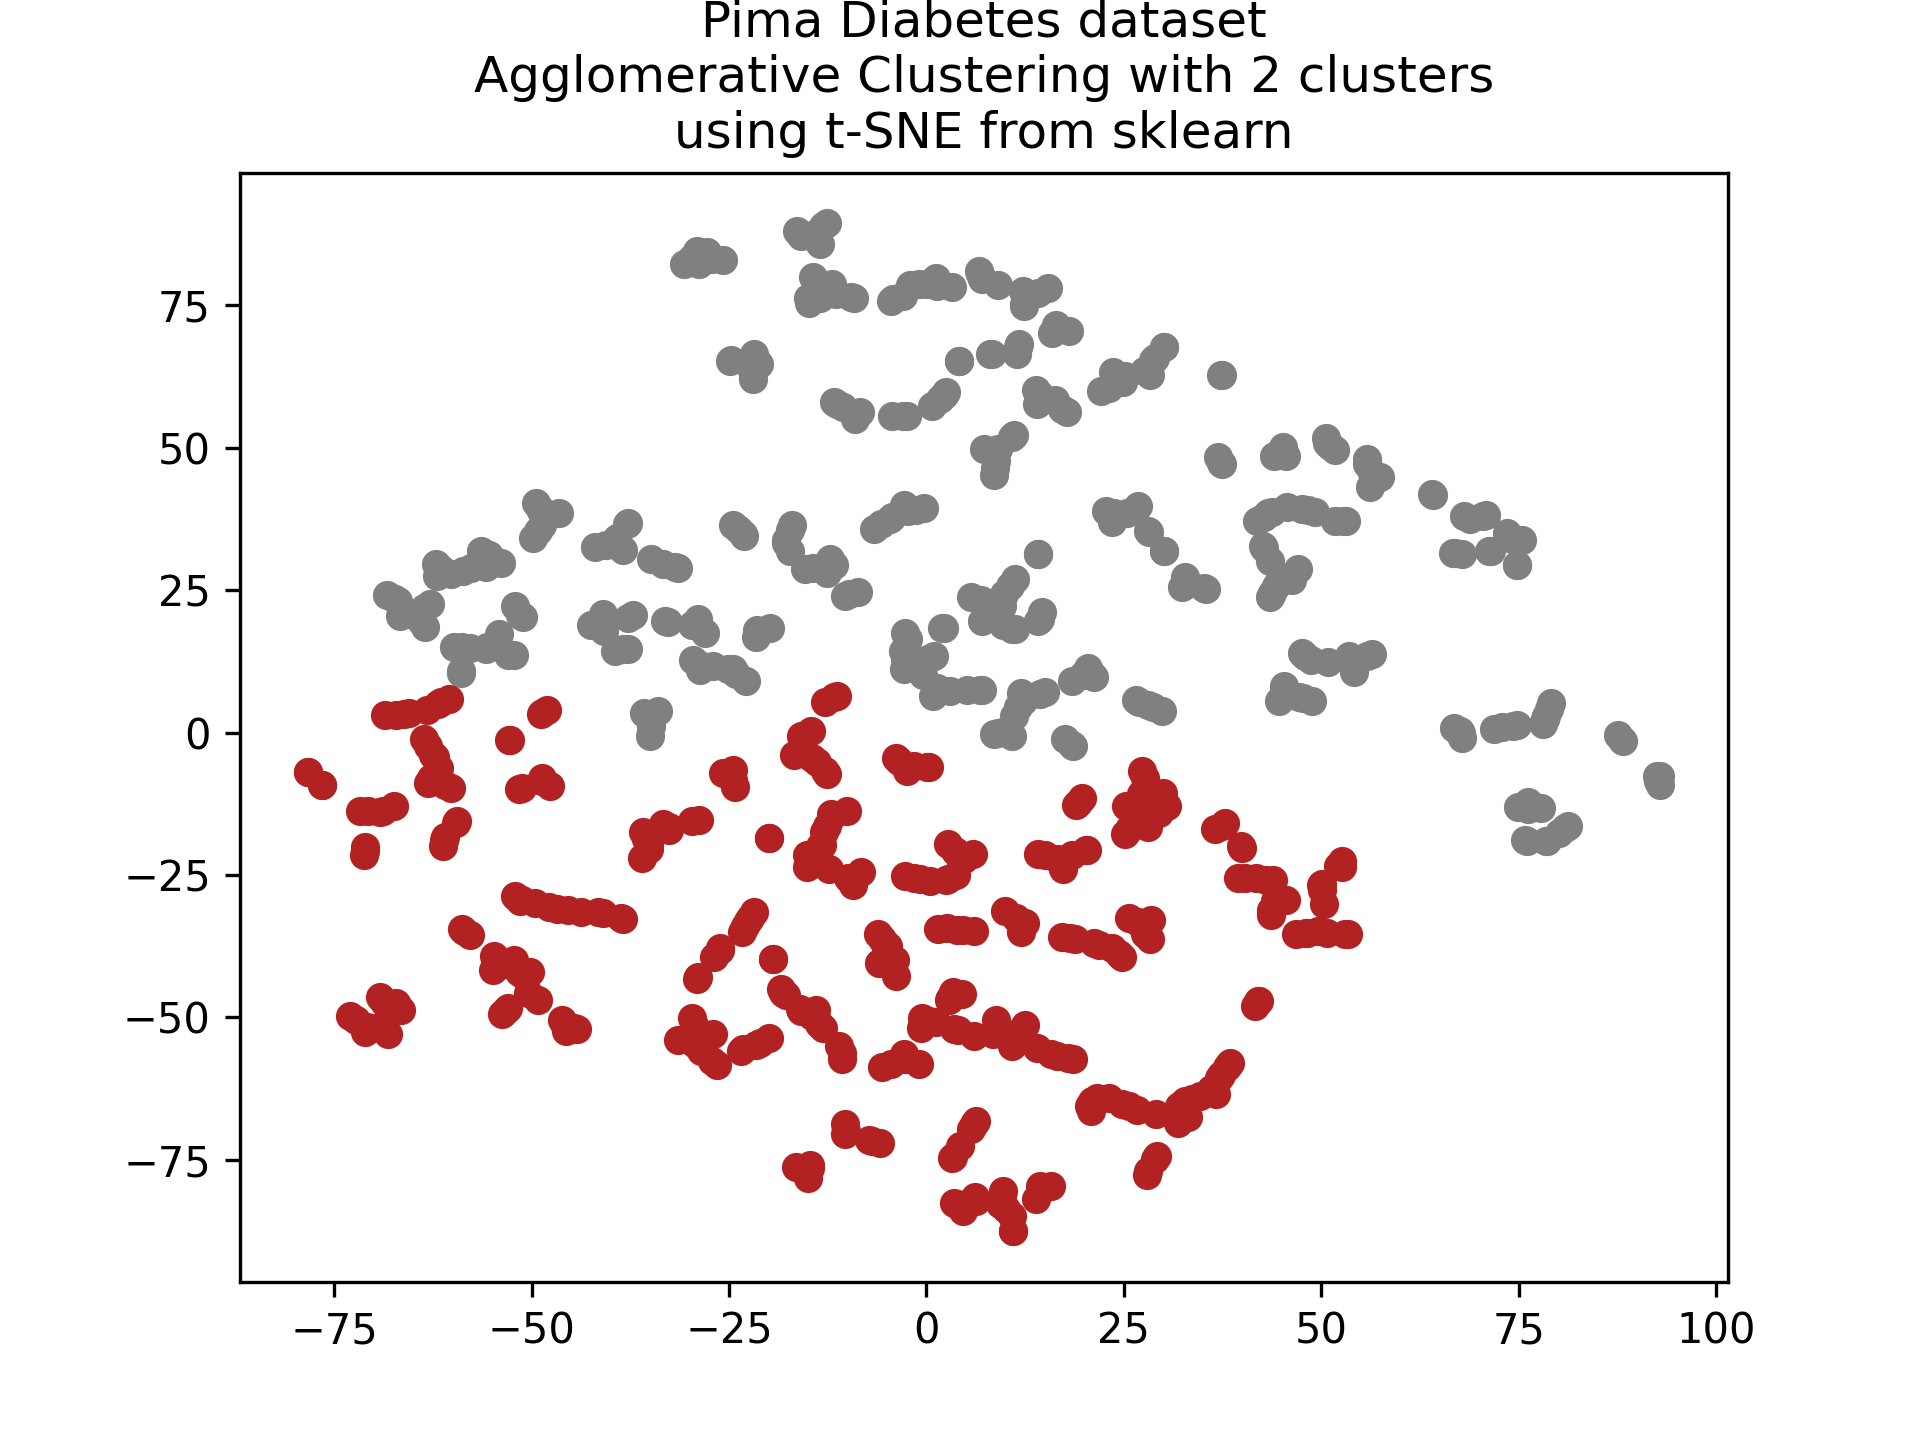 Pima Diabetes dataset
Agglomerative Clustering with 2 clusters
using t-SNE from sklearn
75
50
25
0
−25
−50
−75
−75 −50 −25 0 25 50 75 100